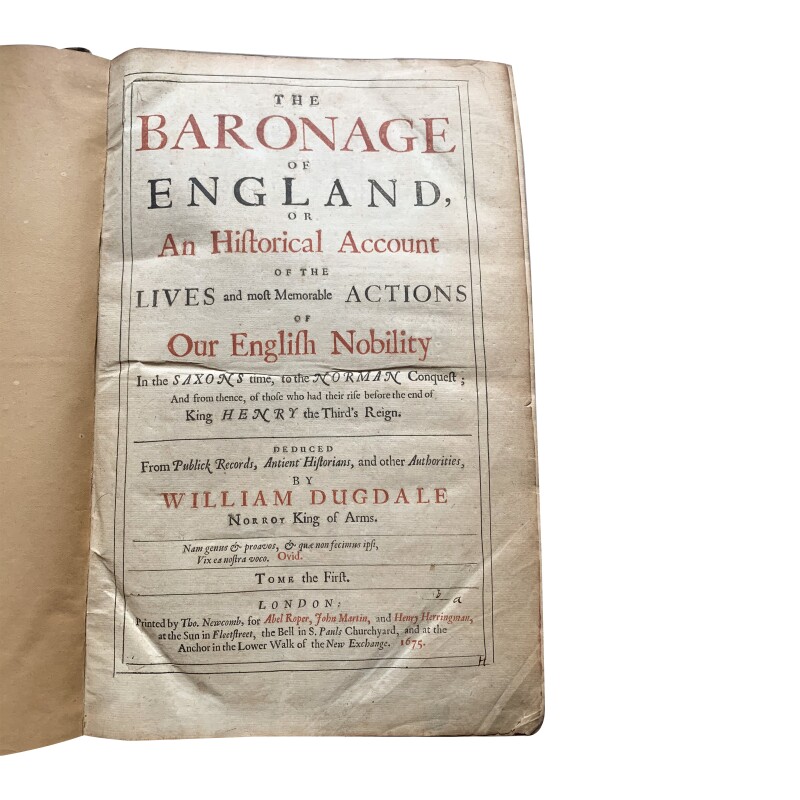 THE
BARONAGE
OF
ENGLAND,
OR
An Hiſtorical Account
OF THE
LIVES and moſt Memorable ACTIONS
OF
Our Engliſh Nobility
In the SAXONS time, to the NORMAN Conqueſt;
And from thence, of thoſe who had their riſe before the end of
King HENRY the Third's Reign.
DEDUCED
From Publick Records, Antient Hiſtorians, and other Authorities,
BY
WILLIAM DUGDALE
NORROY King of Arms.
Nam genus & proavos, & quæ non fecimus ipſi,
Vix ea noſtra voco. Ovid.
TOME the Firſt.
LONDON:
Printed by Tho. Newcomb, for Abel Roper, John Martin, and Henry Herringman,
at the Sun in Fleetſtreet, the Bell in S. Pauls Churchyard, and at the
Anchor in the Lower Walk of the New Exchange. 1675.
H